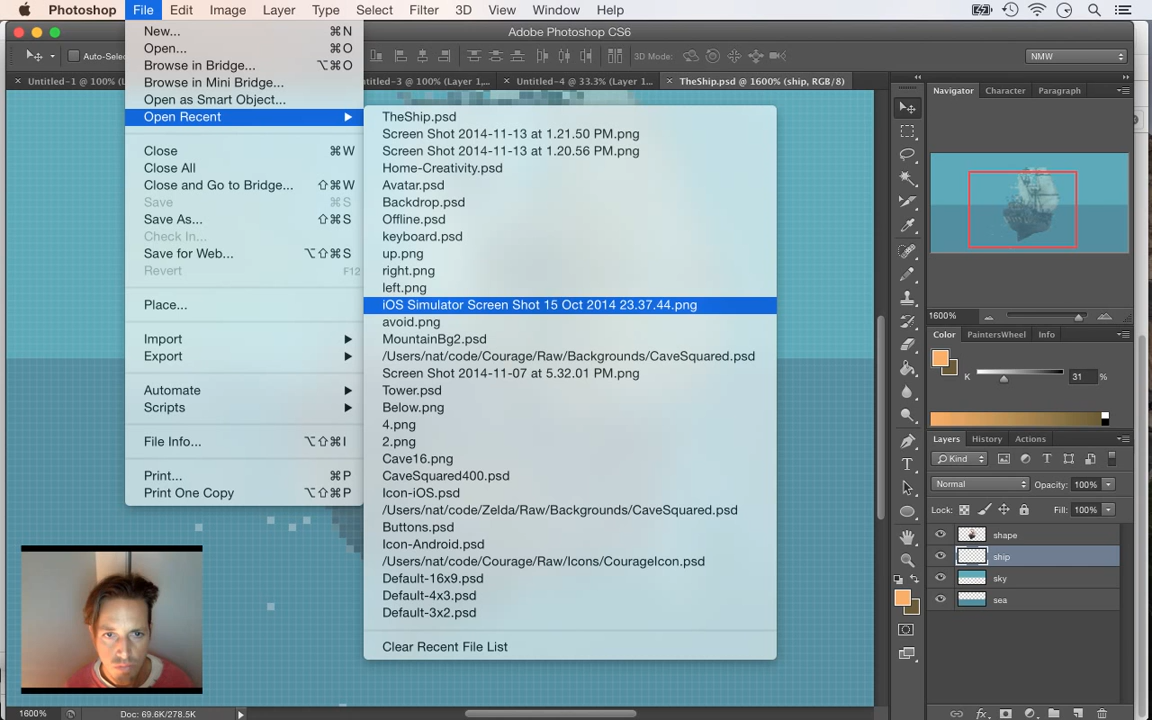 Photoshop File Edit Image Layer Type Select Filter 3D View Window Help
Adobe Photoshop CS6
Auto-Selec
3D Mode:
NMW
Untitled-1 @ 100% (
titled-3 @ 100% (Layer 1,...
Untitled-4 @ 33.3% (Layer 1...
TheShip.psd @ 1600% (ship, RGB/8)
New... ⌘N
Open... ⌘O
Browse in Bridge... ⌥⌘O
Browse in Mini Bridge...
Open as Smart Object...
Open Recent
Close ⌘W
Close All
Close and Go to Bridge... ⇧⌘W
Save ⌘S
Save As... ⇧⌘S
Check In...
Save for Web... ⌥⇧⌘S
Revert F12
Place...
Import
Export
Automate
Scripts
File Info... ⌥⇧⌘I
Print... ⌘P
Print One Copy ⌥⇧⌘P
TheShip.psd
Screen Shot 2014-11-13 at 1.21.50 PM.png
Screen Shot 2014-11-13 at 1.20.56 PM.png
Home-Creativity.psd
Avatar.psd
Backdrop.psd
Offline.psd
keyboard.psd
up.png
right.png
left.png
iOS Simulator Screen Shot 15 Oct 2014 23.37.44.png
avoid.png
MountainBg2.psd
/Users/nat/code/Courage/Raw/Backgrounds/CaveSquared.psd
Screen Shot 2014-11-07 at 5.32.01 PM.png
Tower.psd
Below.png
4.png
2.png
Cave16.png
CaveSquared400.psd
Icon-iOS.psd
/Users/nat/code/Zelda/Raw/Backgrounds/CaveSquared.psd
Buttons.psd
Icon-Android.psd
/Users/nat/code/Courage/Raw/Icons/CourageIcon.psd
Default-16x9.psd
Default-4x3.psd
Default-3x2.psd
Clear Recent File List
Navigator Character Paragraph
1600%
Color PaintersWheel Info
K 31 %
Layers History Actions
Kind
Normal Opacity: 100%
Lock: Fill: 100%
shape
ship
sky
sea
1600% Doc: 69.6K/278.5K